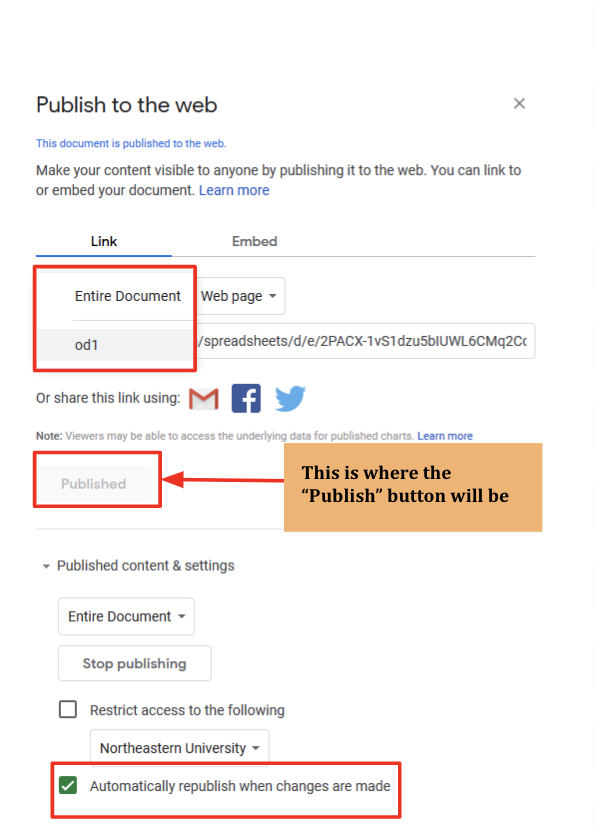 Publish to the web
This document is published to the web.
Make your content visible to anyone by publishing it to the web. You can link to
or embed your document. Learn more
Link Embed
Entire Document Web page
od1 /spreadsheets/d/e/2PACX-1vS1dzu5bIUWL6CMq2Cc
Or share this link using:
Note: Viewers may be able to access the underlying data for published charts. Learn more
Published
This is where the
“Publish” button will be
Published content & settings
Entire Document
Stop publishing
Restrict access to the following
Northeastern University
Automatically republish when changes are made